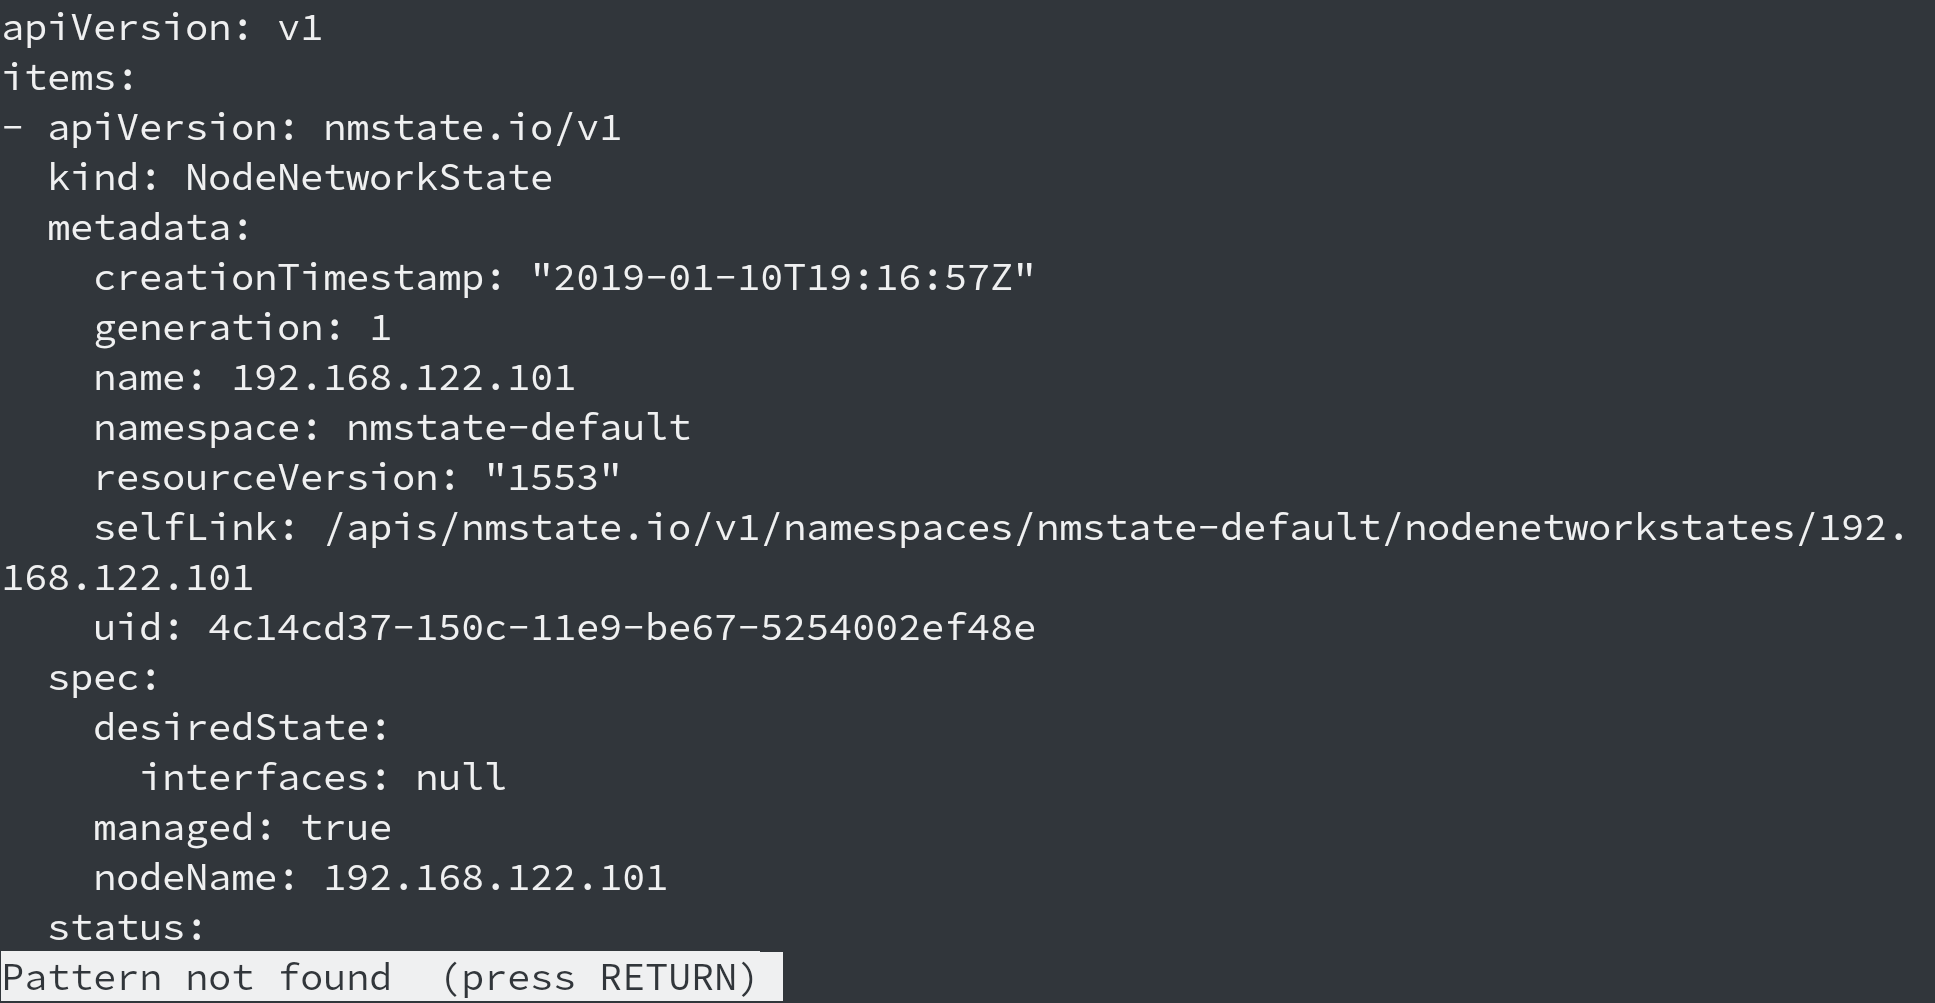 apiVersion: v1
items:
- apiVersion: nmstate.io/v1
  kind: NodeNetworkState
  metadata:
    creationTimestamp: "2019-01-10T19:16:57Z"
    generation: 1
    name: 192.168.122.101
    namespace: nmstate-default
    resourceVersion: "1553"
    selfLink: /apis/nmstate.io/v1/namespaces/nmstate-default/nodenetworkstates/192.
168.122.101
    uid: 4c14cd37-150c-11e9-be67-5254002ef48e
  spec:
    desiredState:
      interfaces: null
    managed: true
    nodeName: 192.168.122.101
  status:
Pattern not found  (press RETURN)